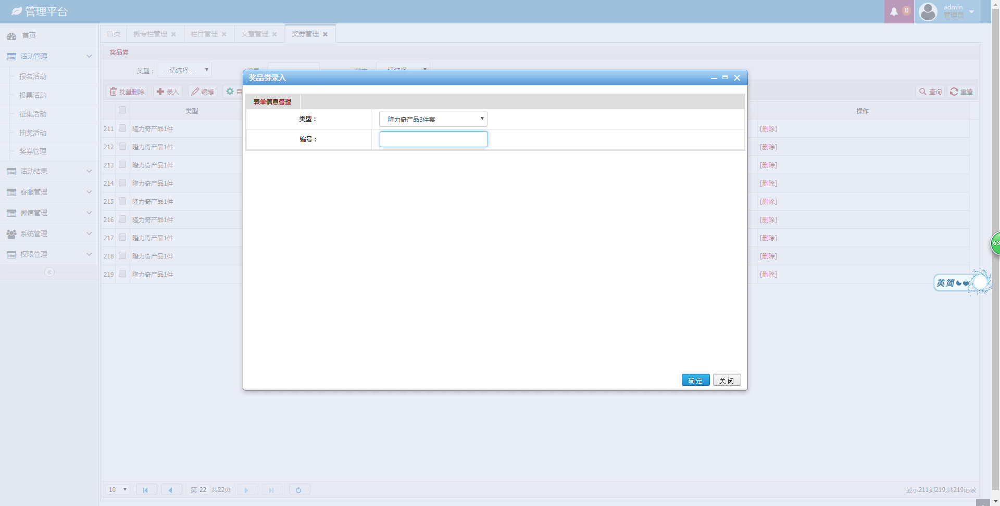 管理平台
0
admin
管理员
首页
活动管理
报名活动
投票活动
征集活动
抽奖活动
奖券管理
活动结果
客服管理
微信管理
系统管理
权限管理
首页 微专栏管理 栏目管理 文章管理 奖券管理
奖品券
类型： ---请选择---
批量删除 录入 编辑 自 查询 重置
类型 操作
211 隆力奇产品1件 [删除]
212 隆力奇产品1件 [删除]
213 隆力奇产品1件 [删除]
214 隆力奇产品1件 [删除]
215 隆力奇产品1件 [删除]
216 隆力奇产品1件 [删除]
217 隆力奇产品1件 [删除]
218 隆力奇产品1件 [删除]
219 隆力奇产品1件 [删除]
奖品券录入
表单信息管理
类型： 隆力奇产品3件套
编号：
确定 关闭
63
英简
10 第 22 共22页 显示211到219,共219记录